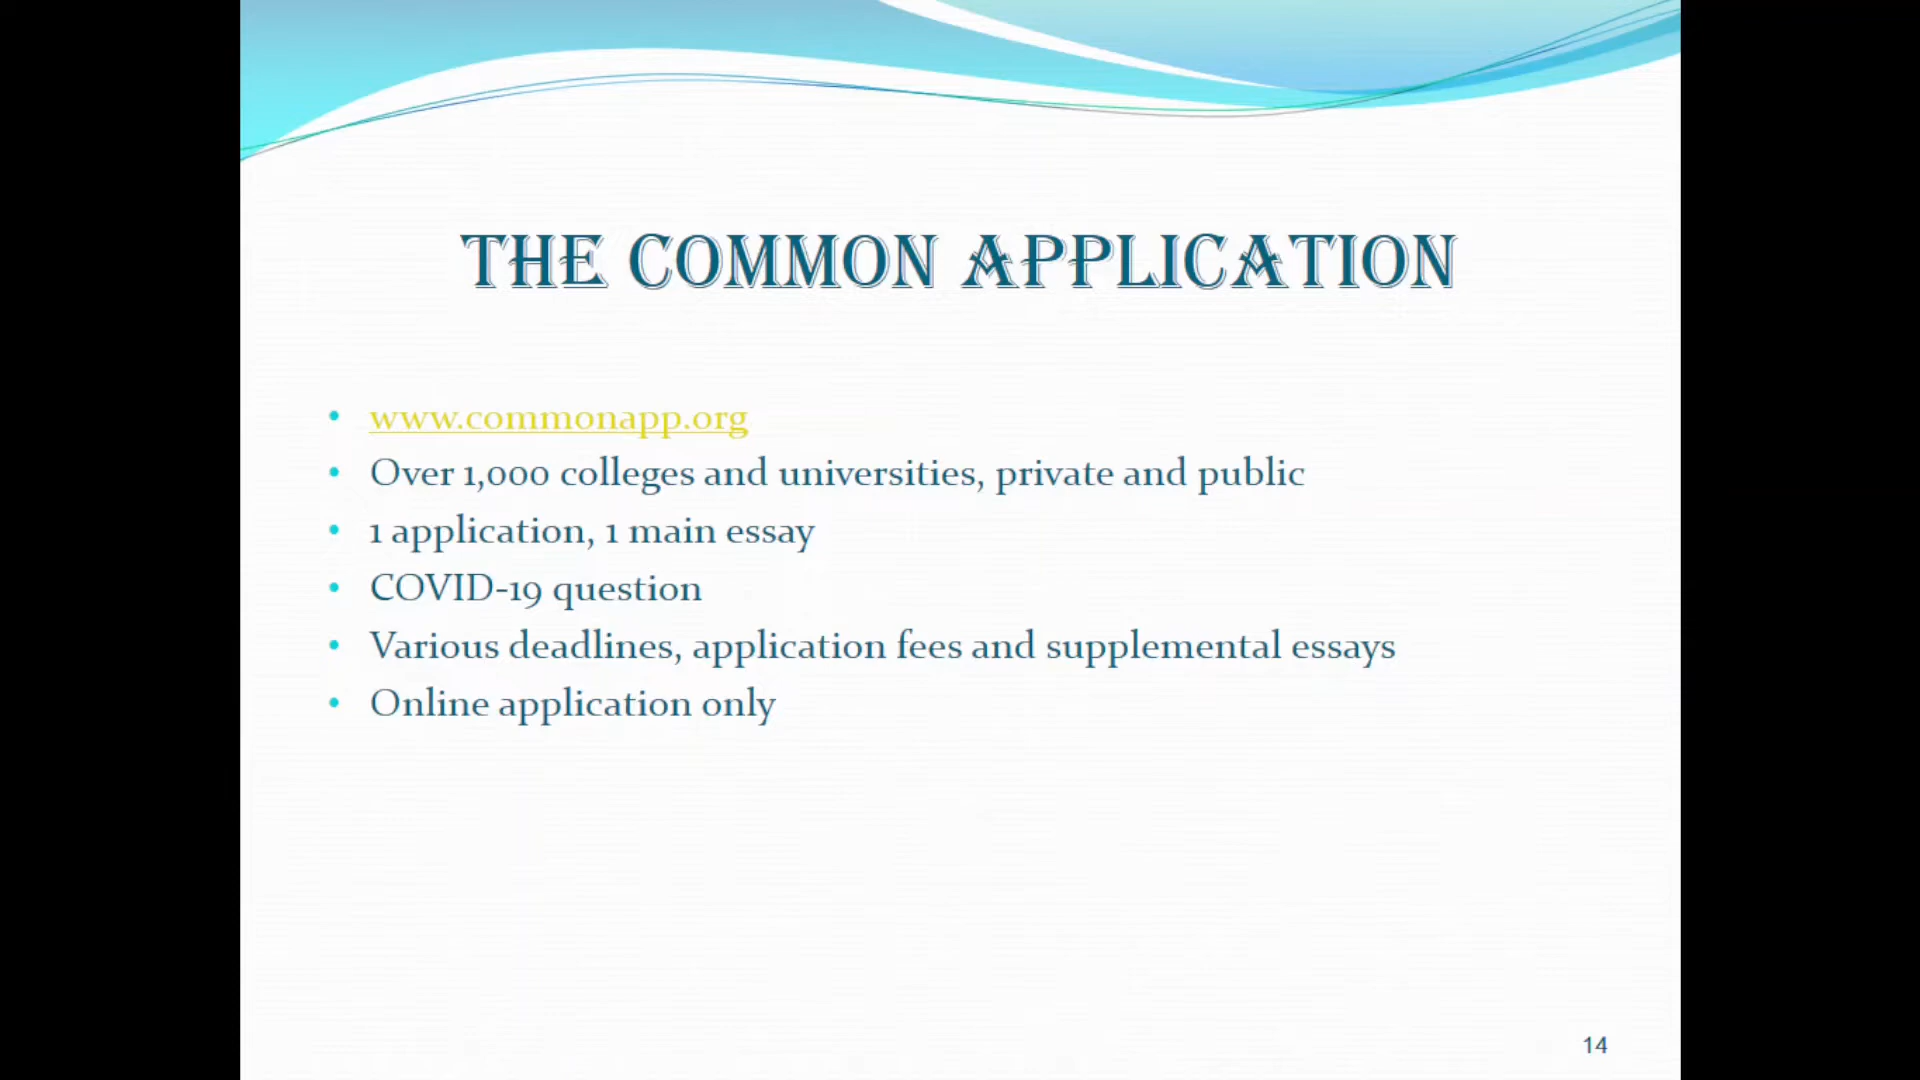 THE COMMON APPLICATION
www.commonapp.org
Over 1,000 colleges and universities, private and public
1 application, 1 main essay
COVID-19 question
Various deadlines, application fees and supplemental essays
Online application only
14